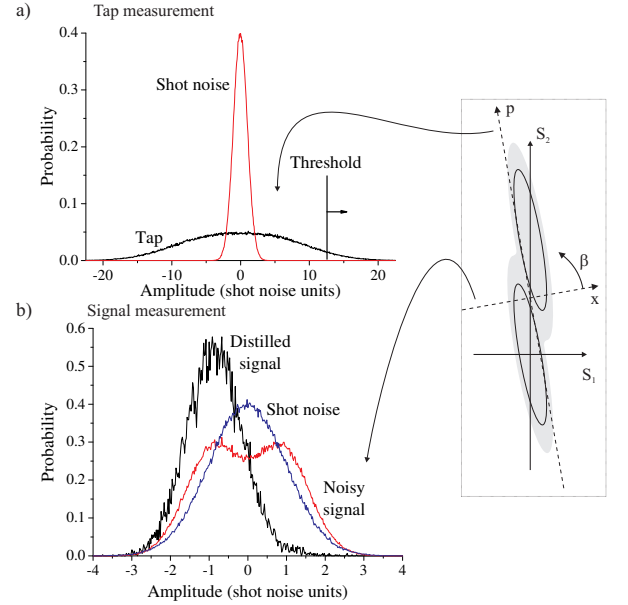 a) Tap measurement
0.4
0.3
0.2
0.1
0.0
Probability
Shot noise
Threshold
Tap
-20 -10 0 10 20
Amplitude (shot noise units)
b) Signal measurement
0.6
0.5
0.4
0.3
0.2
0.1
0.0
Probability
Distilled
signal
Shot noise
Noisy
signal
-4 -3 -2 -1 0 1 2 3 4
Amplitude (shot noise units)
p
S2
β
x
S1